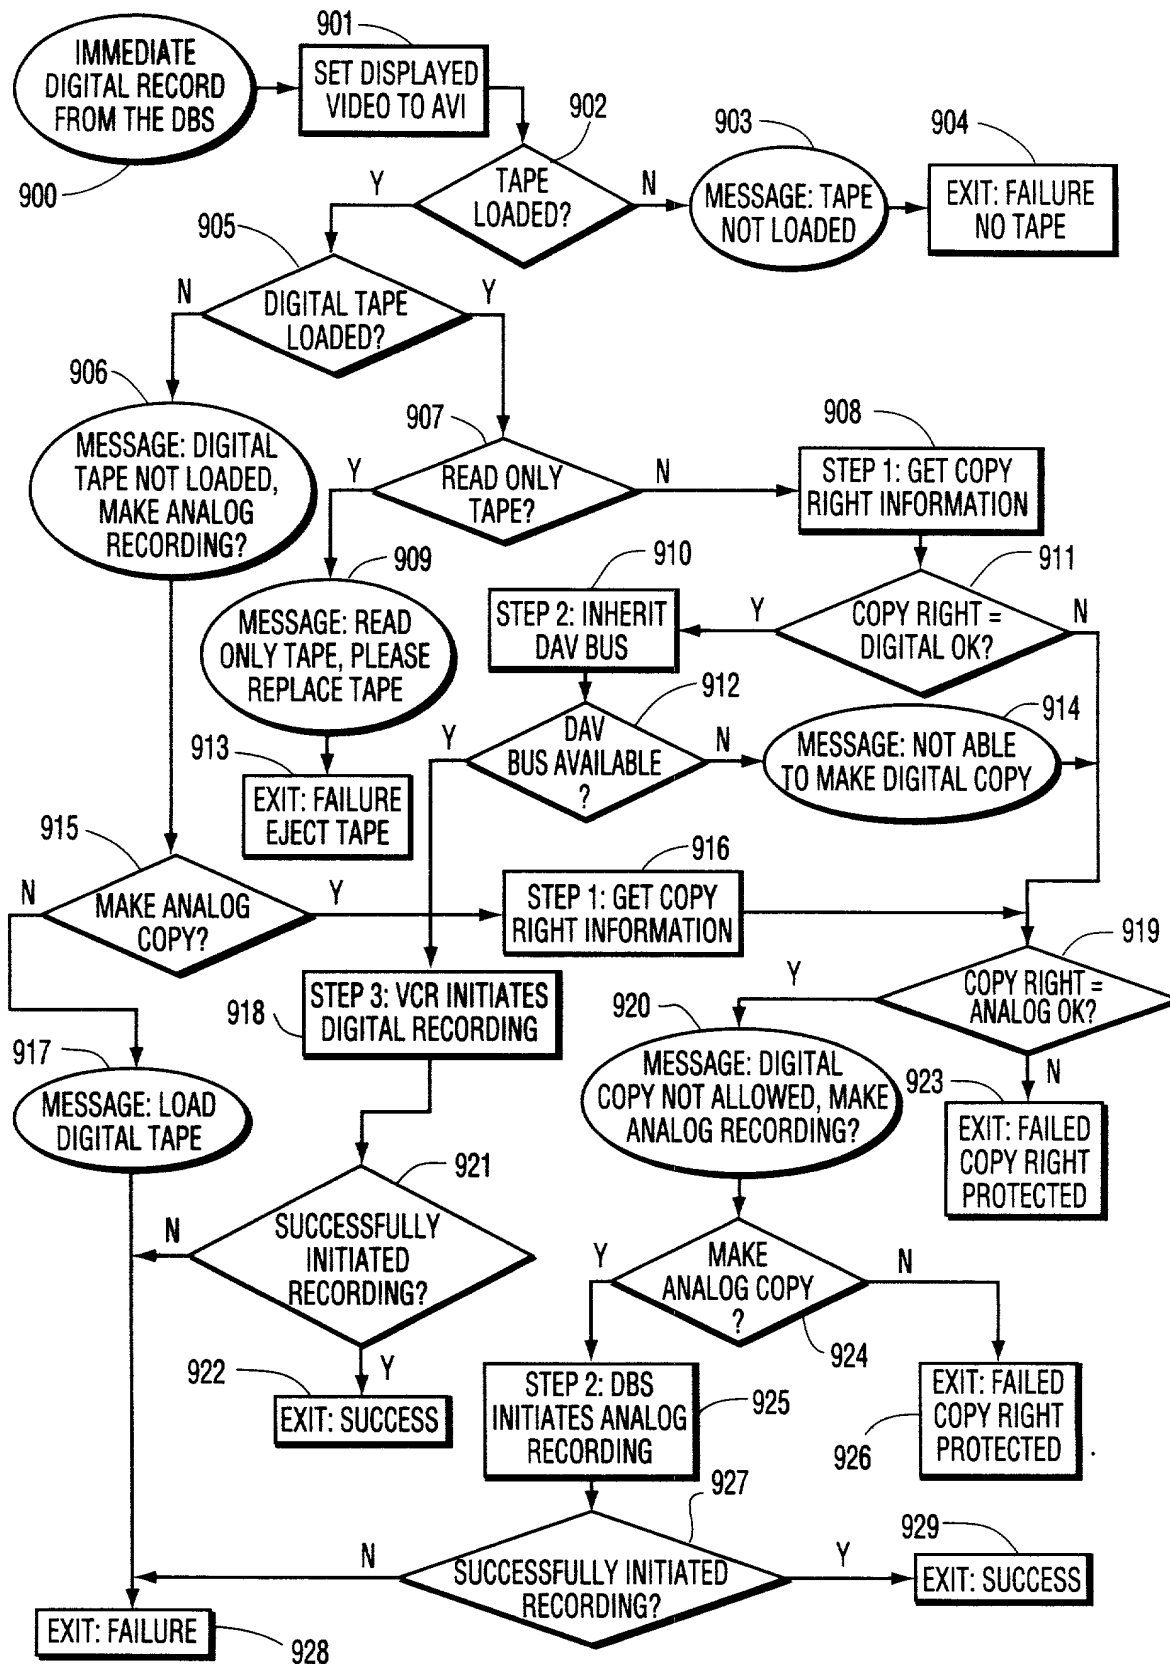 901
IMMEDIATE
DIGITAL RECORD
FROM THE DBS
900
SET DISPLAYED
VIDEO TO AVI
902
903
904
Y
TAPE
LOADED?
N
MESSAGE: TAPE
NOT LOADED
EXIT: FAILURE
NO TAPE
905
N
DIGITAL TAPE
LOADED?
Y
906
MESSAGE: DIGITAL
TAPE NOT LOADED,
MAKE ANALOG
RECORDING?
907
Y
READ ONLY
TAPE?
N
908
STEP 1: GET COPY
RIGHT INFORMATION
909
MESSAGE: READ
ONLY TAPE, PLEASE
REPLACE TAPE
910
STEP 2: INHERIT
DAV BUS
911
Y
COPY RIGHT =
DIGITAL OK?
N
912
Y
DAV
BUS AVAILABLE
?
N
914
MESSAGE: NOT ABLE
TO MAKE DIGITAL COPY
913
EXIT: FAILURE
EJECT TAPE
915
N
MAKE ANALOG
COPY?
Y
916
STEP 1: GET COPY
RIGHT INFORMATION
919
Y
COPY RIGHT =
ANALOG OK?
N
918
STEP 3: VCR INITIATES
DIGITAL RECORDING
920
MESSAGE: DIGITAL
COPY NOT ALLOWED, MAKE
ANALOG RECORDING?
923
EXIT: FAILED
COPY RIGHT
PROTECTED
917
MESSAGE: LOAD
DIGITAL TAPE
921
N
SUCCESSFULLY
INITIATED
RECORDING?
Y
922
EXIT: SUCCESS
Y
MAKE
ANALOG COPY
?
N
924
STEP 2: DBS
INITIATES ANALOG
RECORDING
925
EXIT: FAILED
COPY RIGHT
PROTECTED
926
927
N
SUCCESSFULLY INITIATED
RECORDING?
Y
929
EXIT: SUCCESS
EXIT: FAILURE
928